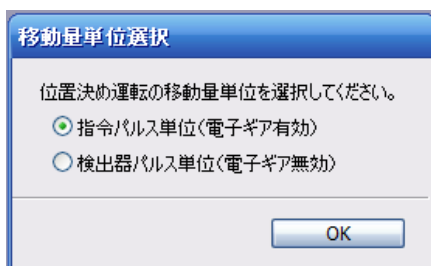 移動量単位選択
位置決め運転の移動量単位を選択してください。
指令パルス単位(電子ギア有効)
検出器パルス単位(電子ギア無効)
OK